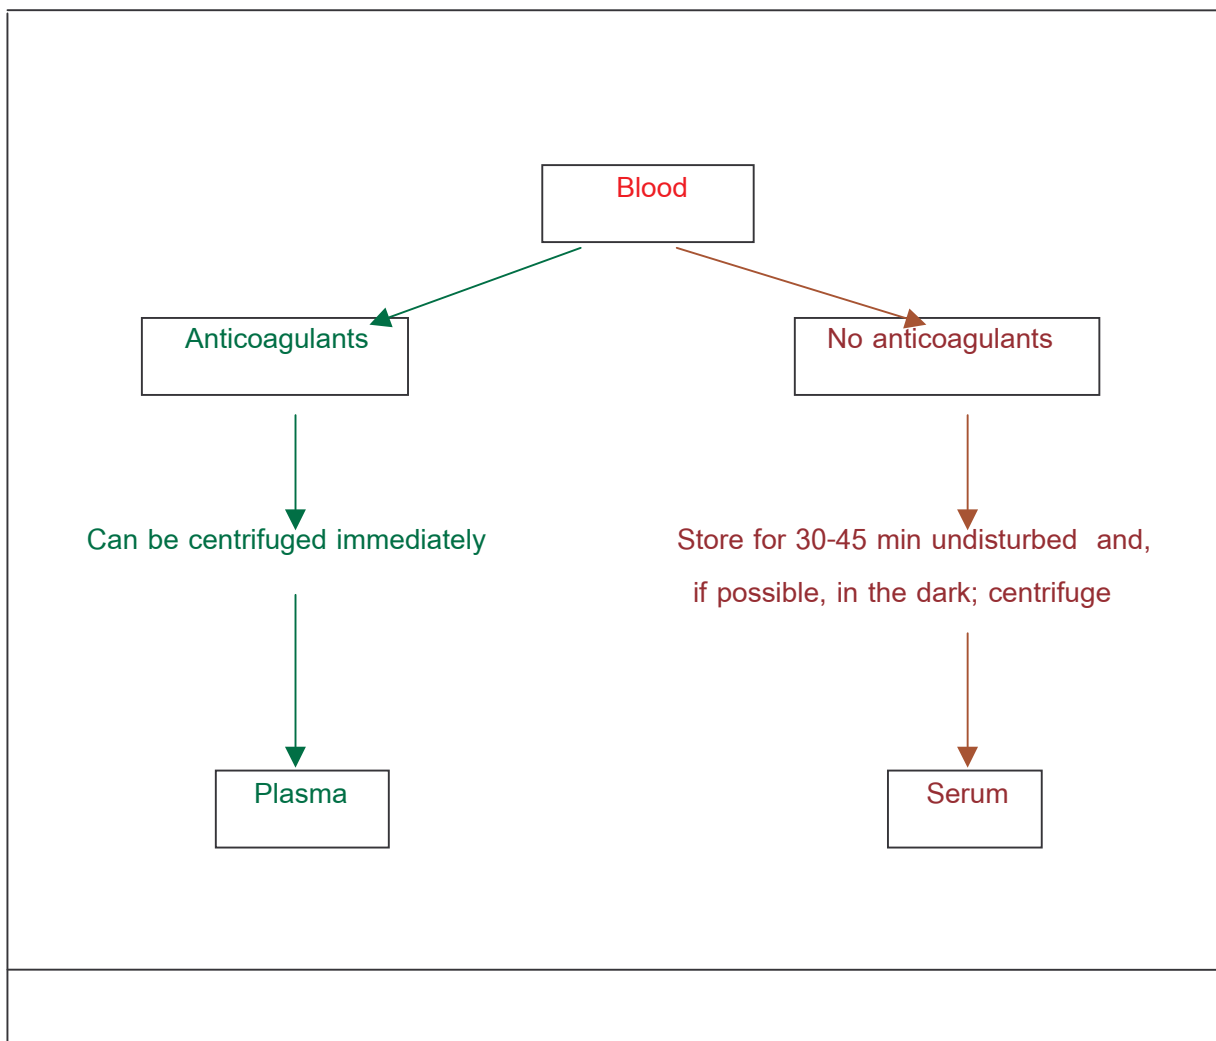 Blood
Anticoagulants
No anticoagulants
Can be centrifuged immediately
Store for 30-45 min undisturbed and,
if possible, in the dark; centrifuge
Plasma
Serum